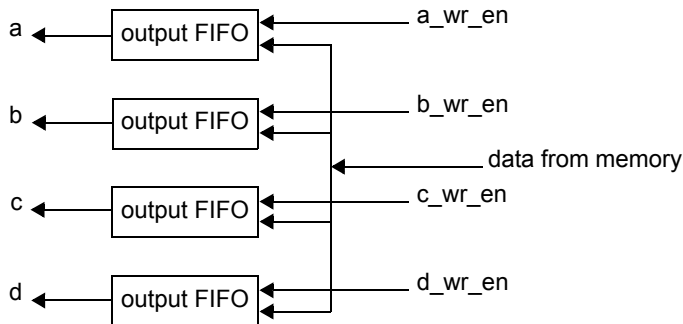 a output FIFO a_wr_en
b output FIFO b_wr_en
data from memory
c output FIFO c_wr_en
d output FIFO d_wr_en